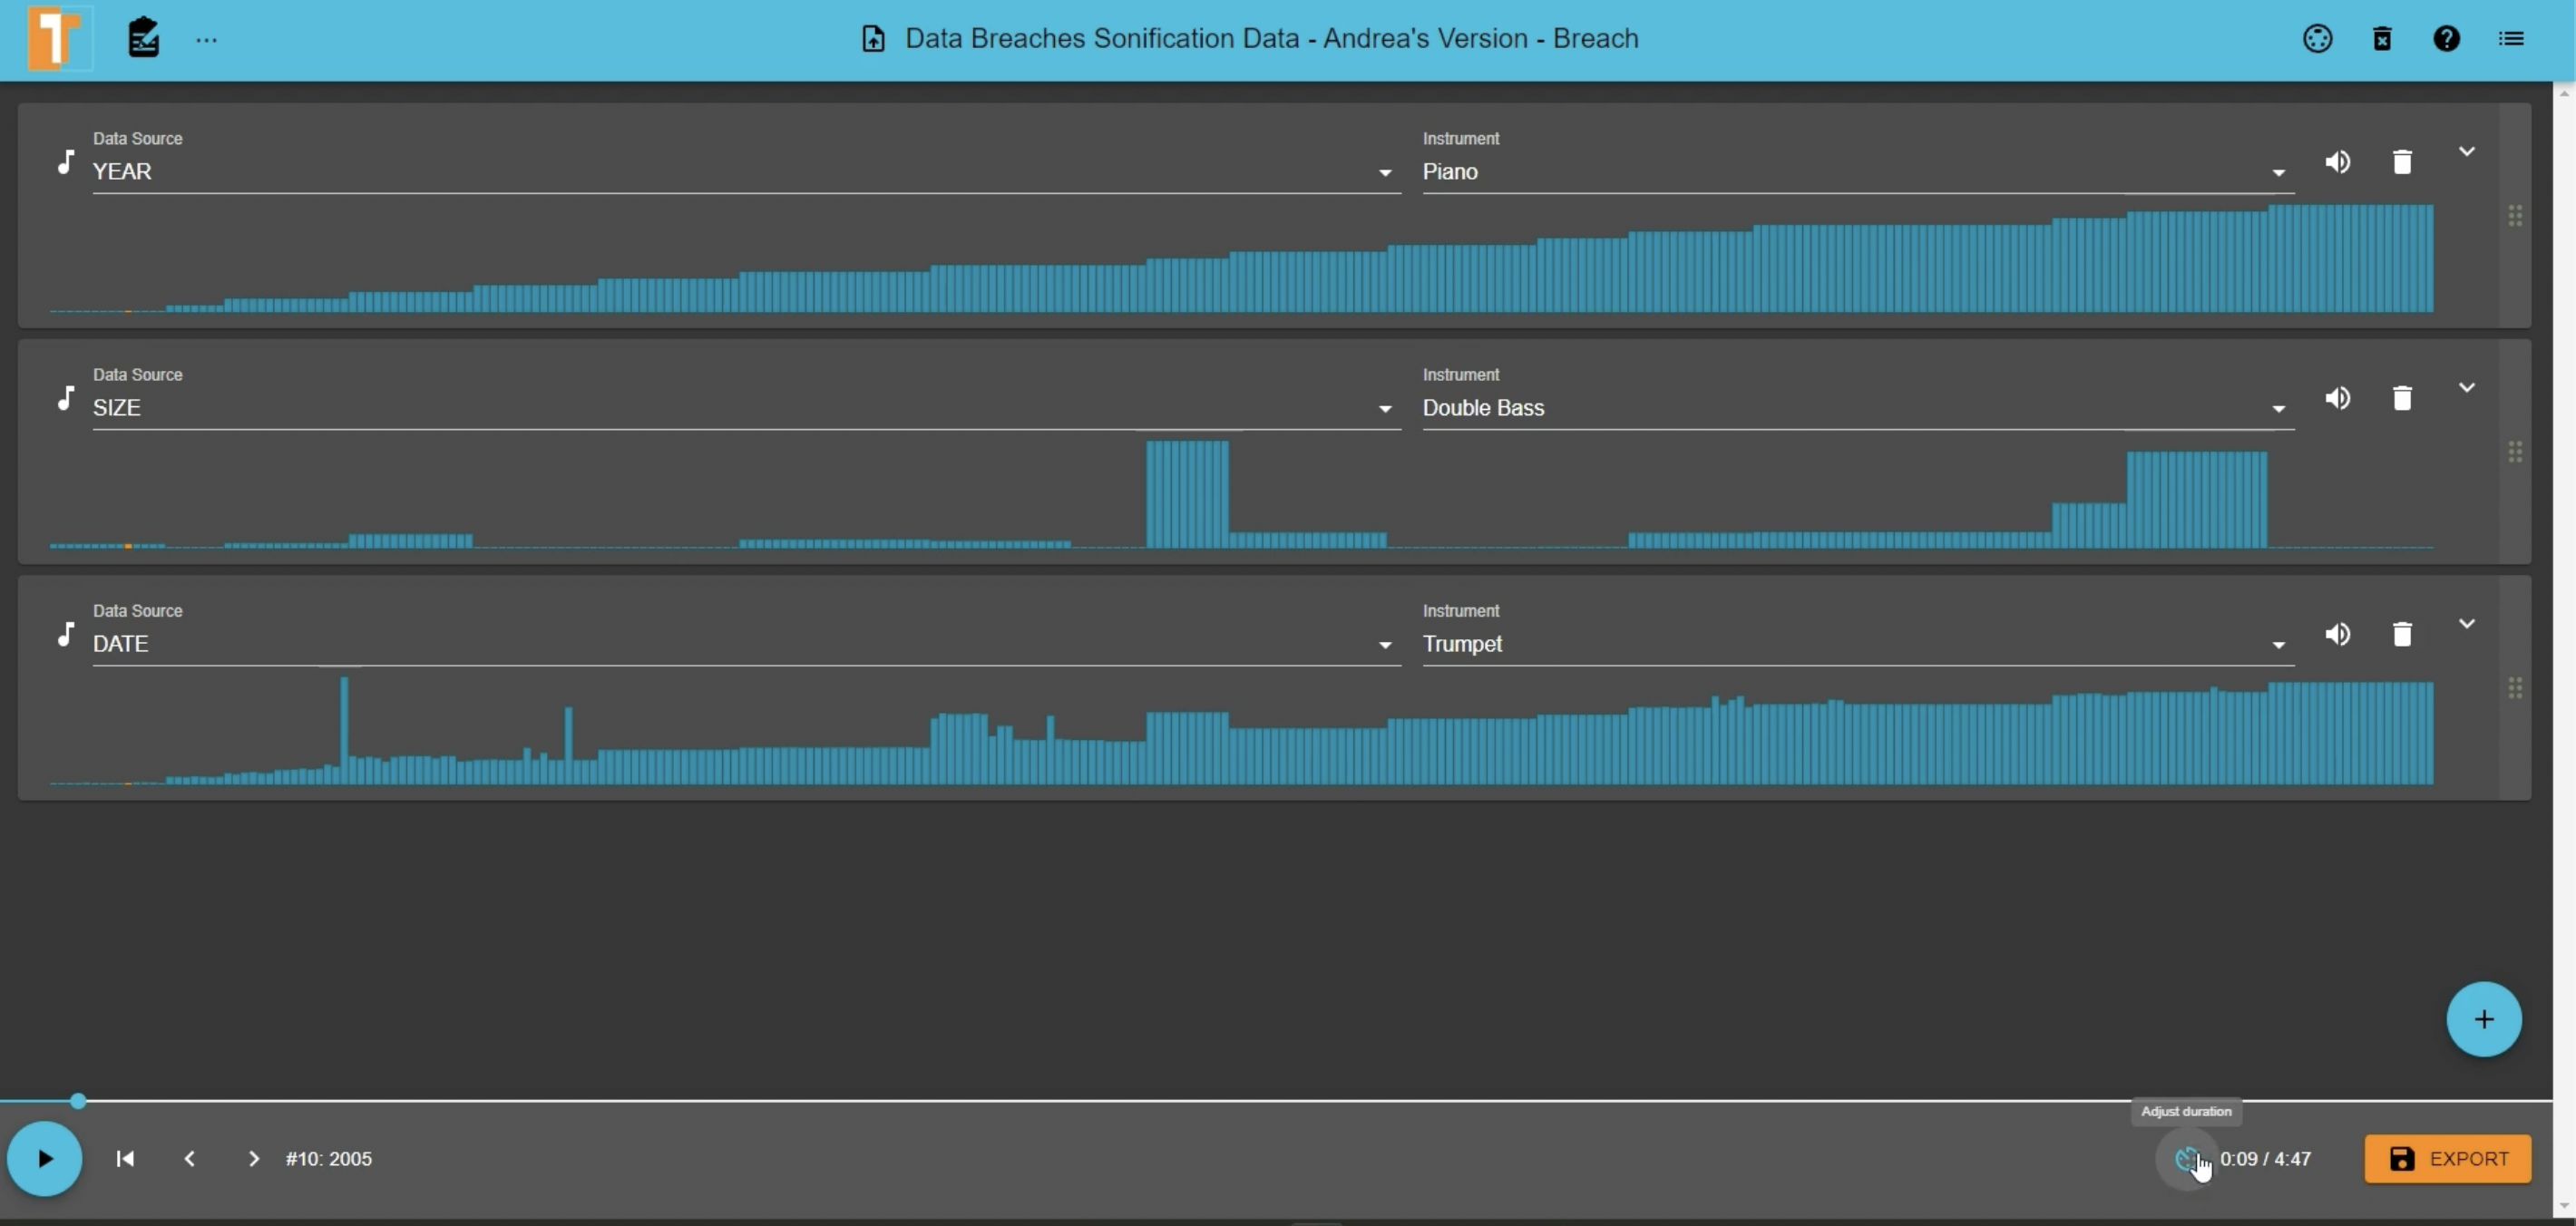 Data Breaches Sonification Data - Andrea's Version - Breach
Data Source
YEAR
Instrument
Piano
Data Source
SIZE
Instrument
Double Bass
Data Source
DATE
Instrument
Trumpet
Adjust duration
#10: 2005
0:09 / 4:47
EXPORT